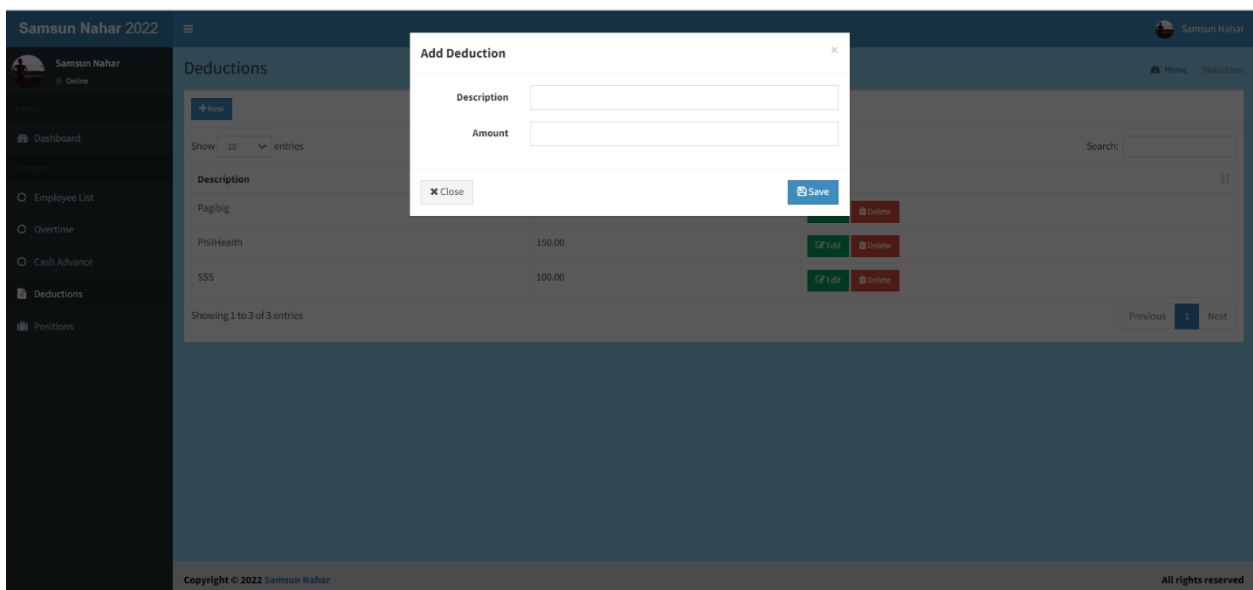 Samsun Nahar 2022
Samsun Nahar
Samsun Nahar
Online
Deductions
Home
Deductions
Admin
Dashboard
Employee List
Overtime
Cash Advance
Deductions
Positions
+New
Show 10 entries
Search:
Add Deduction
×
Description
Amount
Close
Save
Description
Pagibig
Delete
PhilHealth 150.00 Edit Delete
SSS 100.00 Edit Delete
Showing 1 to 3 of 3 entries
Previous 1 Next
Copyright © 2022 Samsun Nahar
All rights reserved